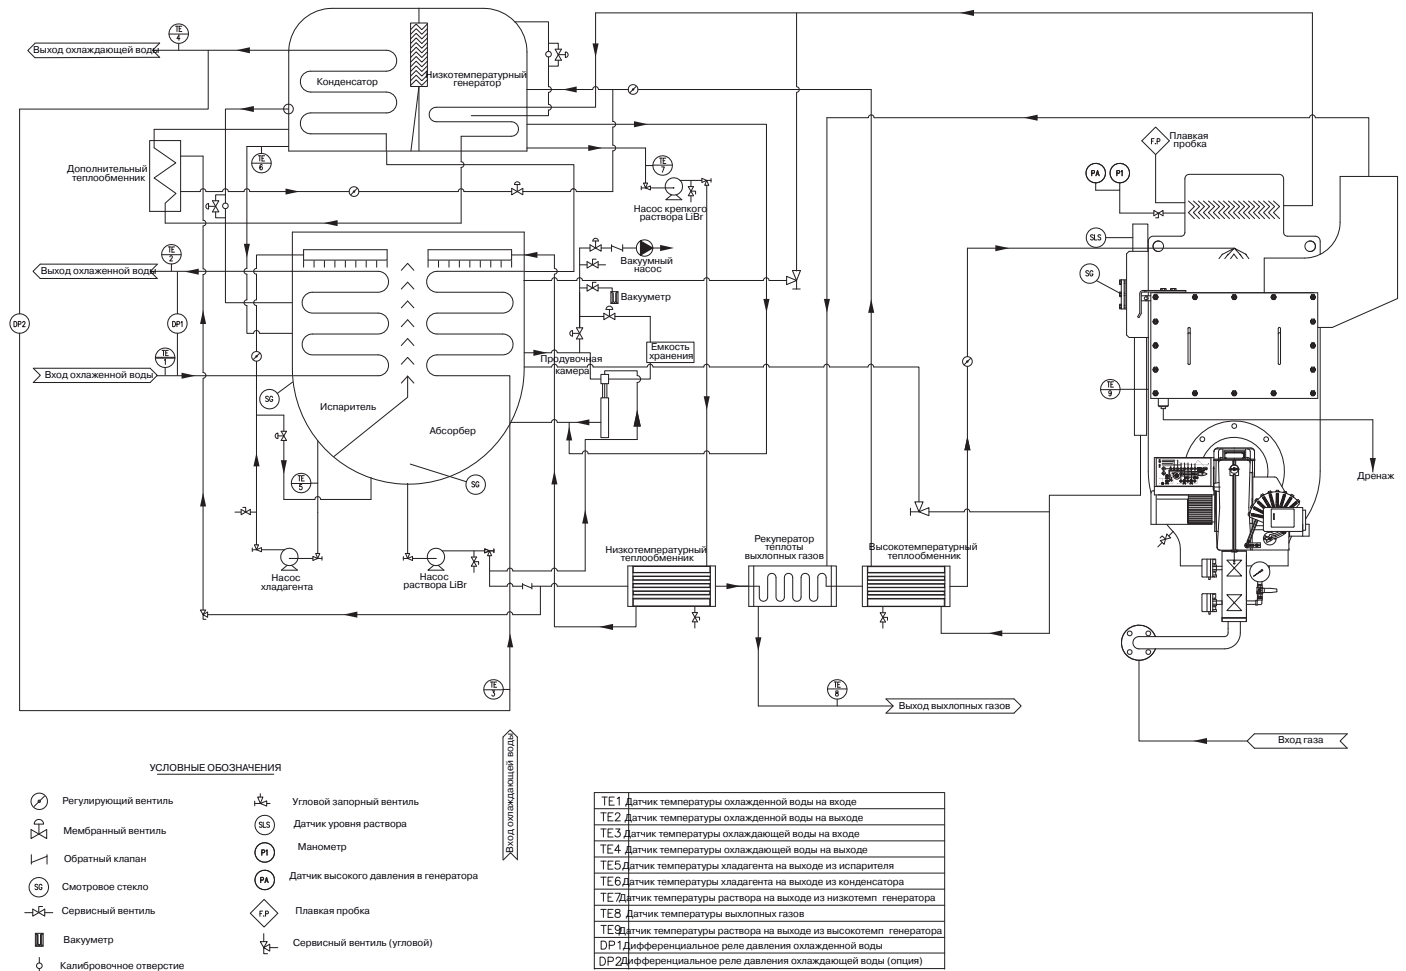 TE
4
Выход охлаждающей воды
Конденсатор
Низкотемпературный
генератор
TE
6
Дополнительный
теплообменник
TE
7
Насос крепкого
раствора LiBr
F.P
Плавкая
пробка
PA
P1
SLS
SG
TE
2
Выход охлаженной воды
Вакуумный
насос
Вакууметр
DP2
DP1
TE
1
Вход охлаженной воды
Емкость
хранения
Продувочная
камера
SG
Испаритель
Абсорбер
TE
9
TE
5
SG
Дренаж
Насос
хладагента
Насос
раствора LiBr
Низкотемпературный
теплообменник
Рекуператор
теплоты
выхлопных газов
Высокотемпературный
теплообменник
TE
3
TE
8
Выход выхлопных газов
Вход газа
Вход охлаждающей воды
УСЛОВНЫЕ ОБОЗНАЧЕНИЯ
Регулирующий вентиль
Мембранный вентиль
Обратный клапан
SG Смотровое стекло
Сервисный вентиль
Вакууметр
Калибровочное отверстие
Угловой запорный вентиль
SLS Датчик уровня раствора
P1 Манометр
PA Датчик высокого давления в генератора
F.P Плавкая пробка
Сервисный вентиль (угловой)
TE1 Датчик температуры охлажденной воды на входе
TE2 Датчик температуры охлажденной воды на выходе
TE3 Датчик температуры охлаждающей воды на входе
TE4 Датчик температуры охлаждающей воды на выходе
TE5 Датчик температуры хладагента на выходе из испарителя
TE6 Датчик температуры хладагента на выходе из конденсатора
TE7 Датчик температуры раствора на выходе из низкотемп генератора
TE8 Датчик температуры выхлопных газов
TE9 Датчик температуры раствора на выходе из высокотемп генератора
DP1 Дифференциальное реле давления охлажденной воды
DP2 Дифференциальное реле давления охлаждающей воды (опция)